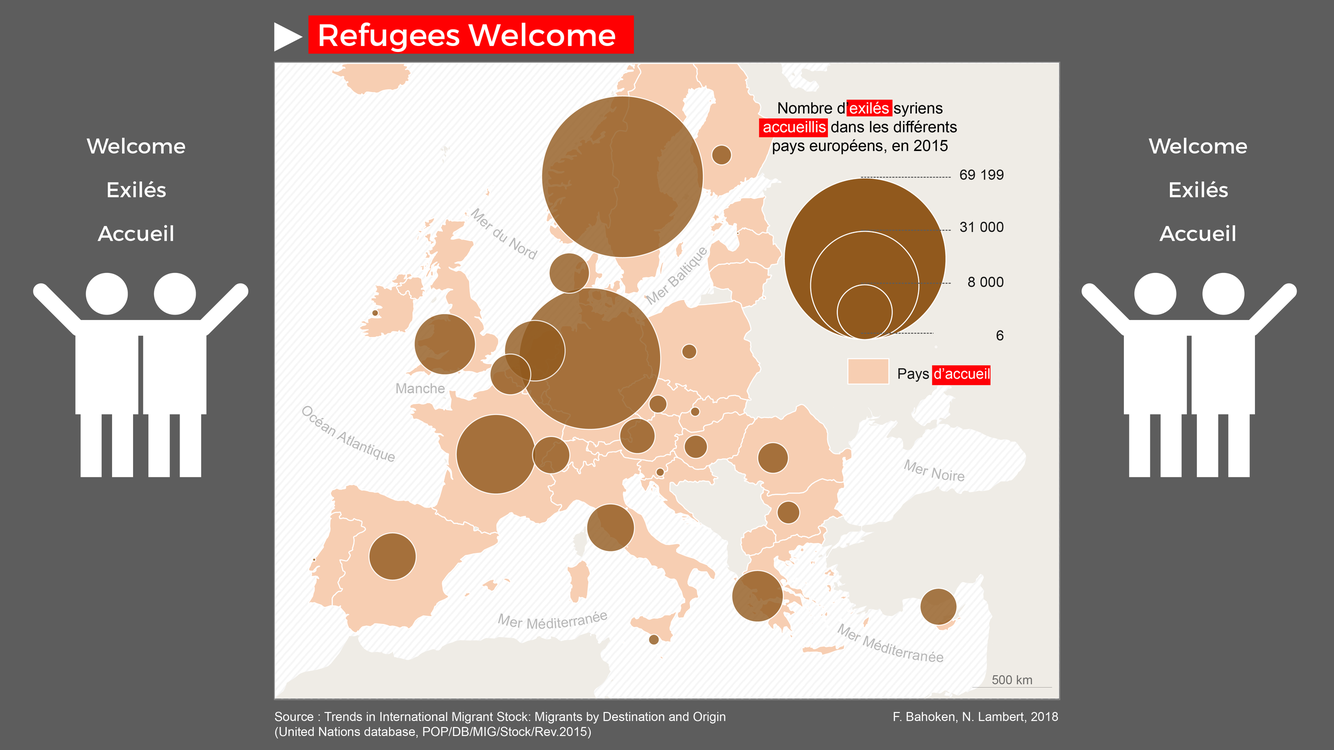 Refugees Welcome
Welcome
Exilés
Accueil
Nombre d'exilés syriens
accueillis dans les différents
pays européens, en 2015
69 199
31 000
8 000
6
Pays d'accueil
Mer du Nord
Mer Baltique
Manche
Océan Atlantique
Mer Noire
Mer Méditerranée
Mer Méditerranée
500 km
Welcome
Exilés
Accueil
Source : Trends in International Migrant Stock: Migrants by Destination and Origin
(United Nations database, POP/DB/MIG/Stock/Rev.2015)
F. Bahoken, N. Lambert, 2018